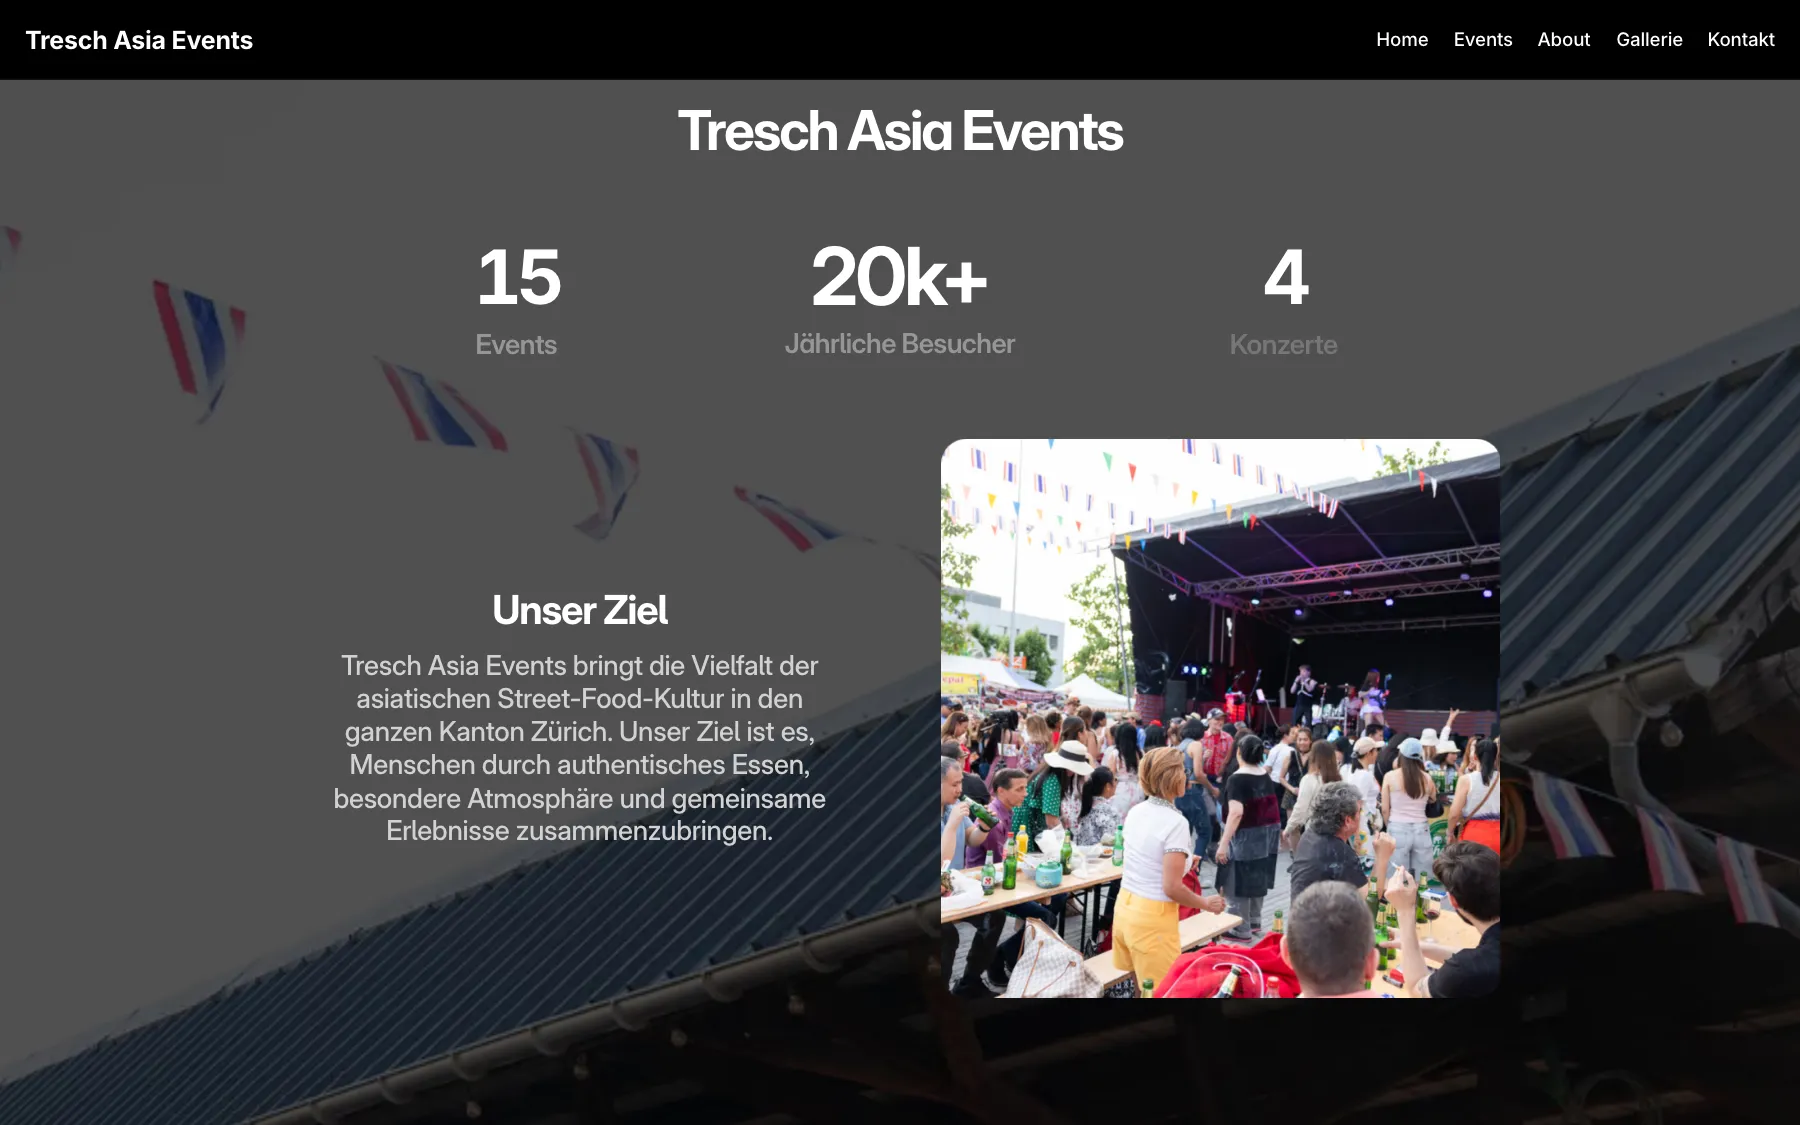 Tresch Asia Events
Home Events About Gallerie Kontakt
Tresch Asia Events
15
Events
20k+
Jährliche Besucher
4
Konzerte
Unser Ziel
Tresch Asia Events bringt die Vielfalt der
asiatischen Street-Food-Kultur in den
ganzen Kanton Zürich. Unser Ziel ist es,
Menschen durch authentisches Essen,
besondere Atmosphäre und gemeinsame
Erlebnisse zusammenzubringen.